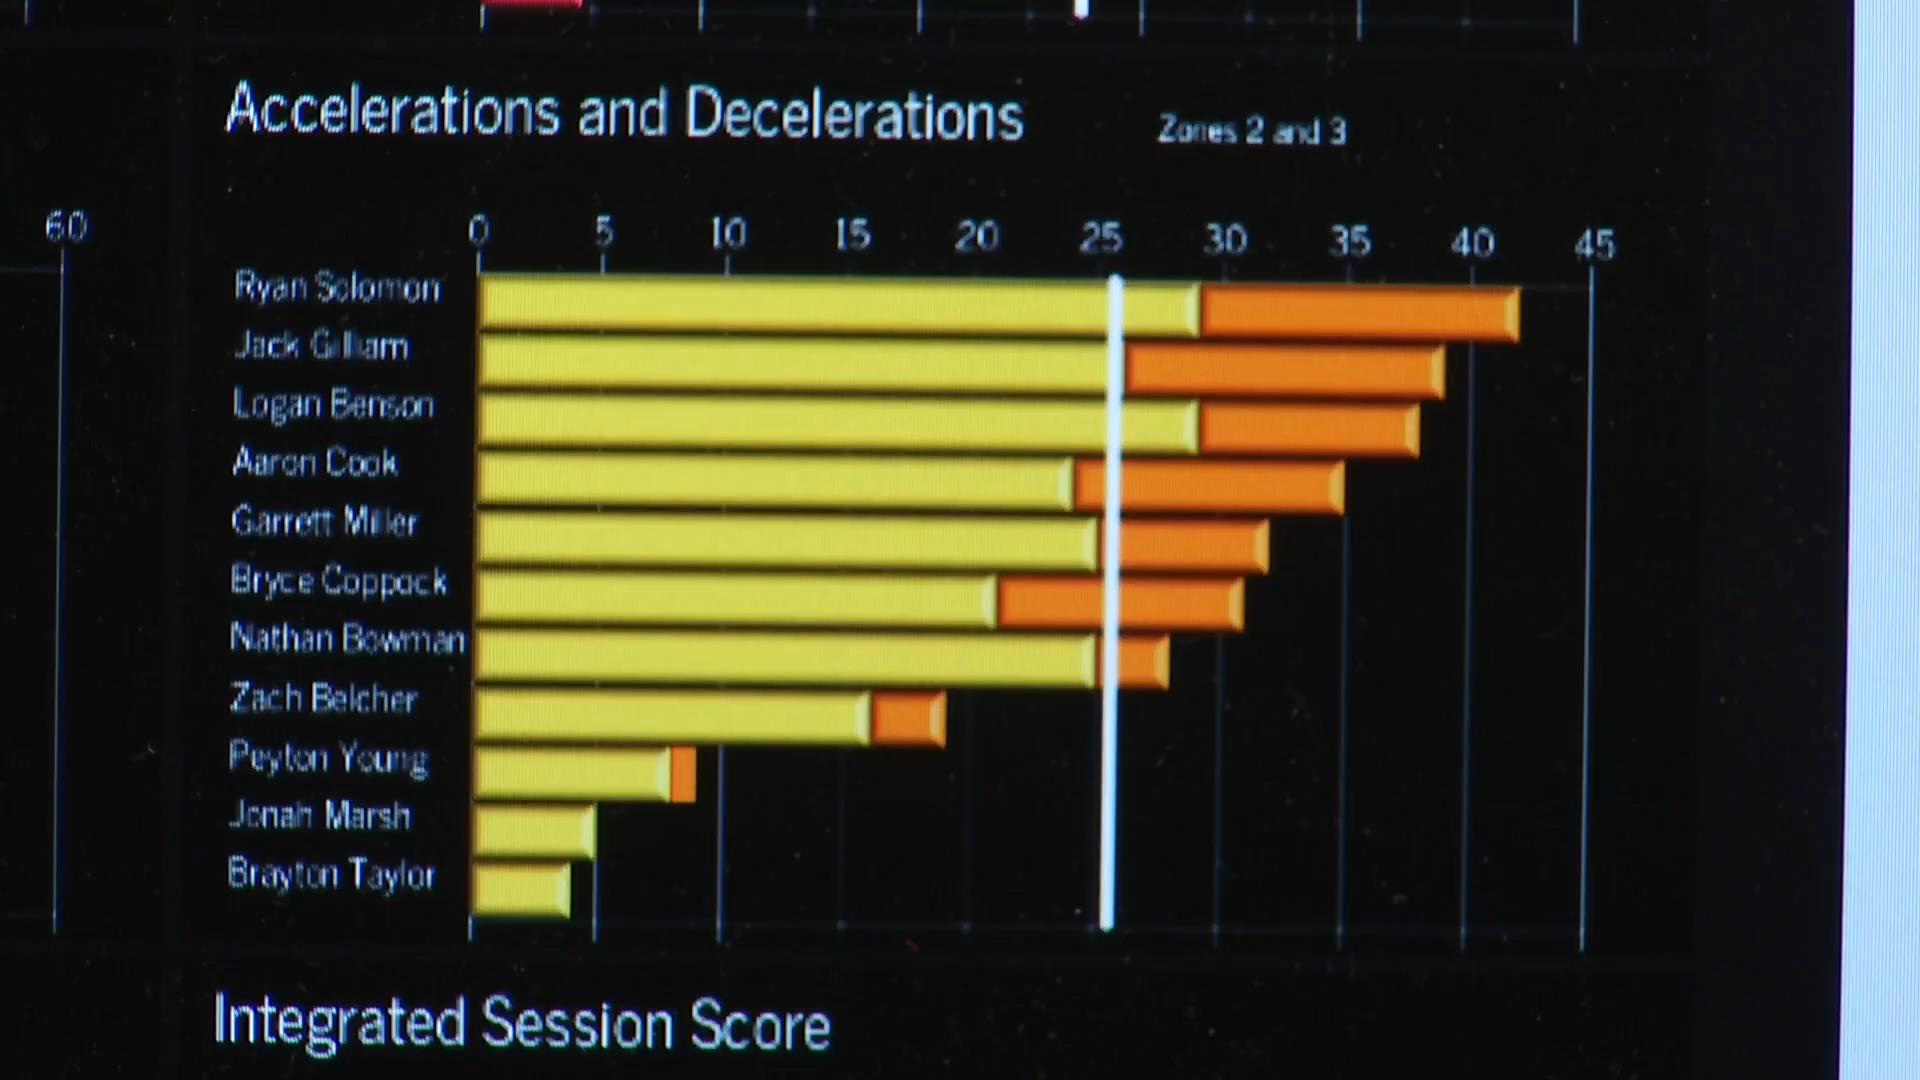 Accelerations and Decelerations
Zones 2 and 3
60
0 5 10 15 20 25 30 35 40 45
Ryan Solomon
Jack Gilliam
Logan Benson
Aaron Cook
Garrett Miller
Bryce Coppock
Nathan Bowman
Zach Belcher
Peyton Young
Jonah Marsh
Brayton Taylor
Integrated Session Score